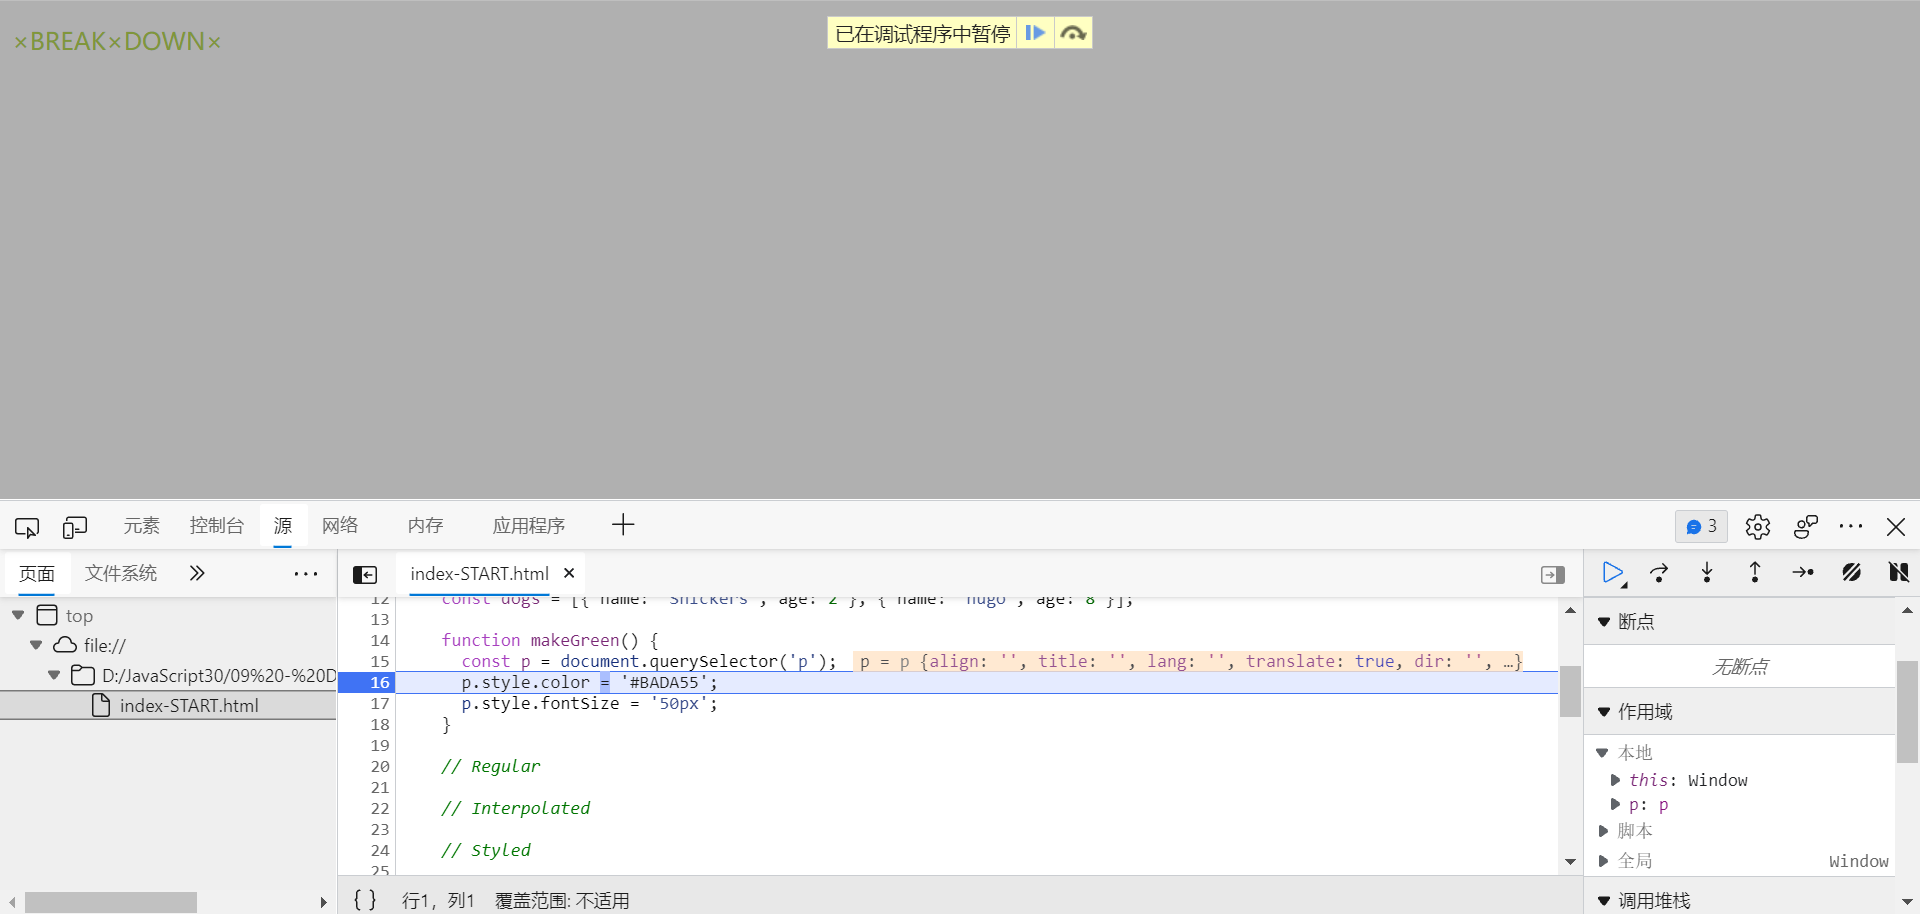 ×BREAK×DOWN×
已在调试程序中暂停
元素 控制台 源 网络 内存 应用程序
3
页面 文件系统
top
file://
D:/JavaScript30/09%20-%20D
index-START.html
index-START.html ×
12 const dogs = [{ name: 'Snickers', age: 2 }, { name: 'hugo', age: 8 }];
13
14 function makeGreen() {
15 const p = document.querySelector('p'); p = p {align: '', title: '', lang: '', translate: true, dir: '', …}
16 p.style.color = '#BADA55';
17 p.style.fontSize = '50px';
18 }
19
20 // Regular
21
22 // Interpolated
23
24 // Styled
25
{ } 行1，列1 覆盖范围: 不适用
断点
无断点
作用域
本地
this: Window
p: p
脚本
全局 Window
调用堆栈